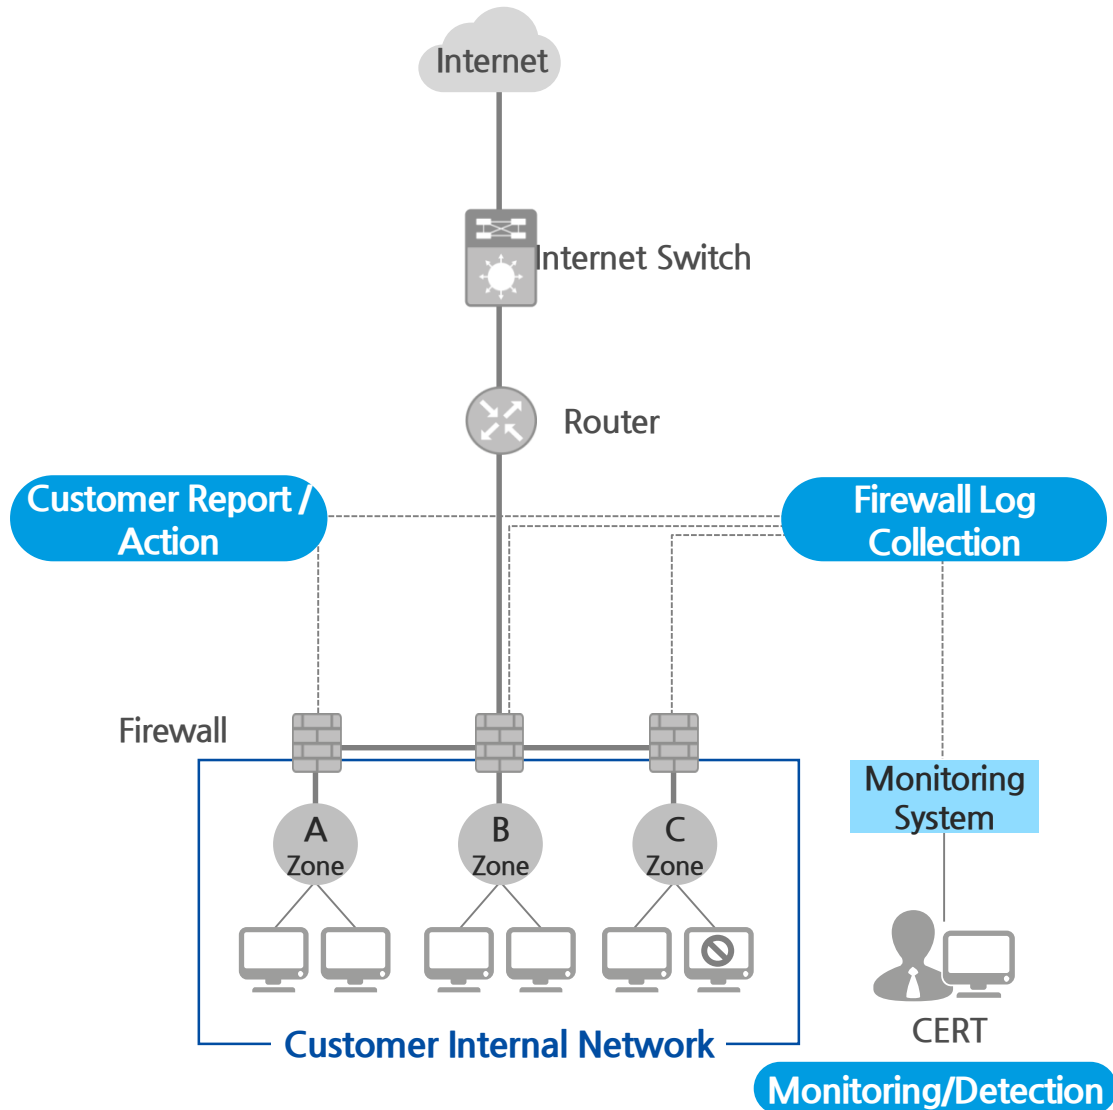 Internet
Internet Switch
Router
Customer Report /
Action
Firewall Log
Collection
Firewall
Monitoring
System
A
Zone
B
Zone
C
Zone
CERT
Customer Internal Network
Monitoring/Detection